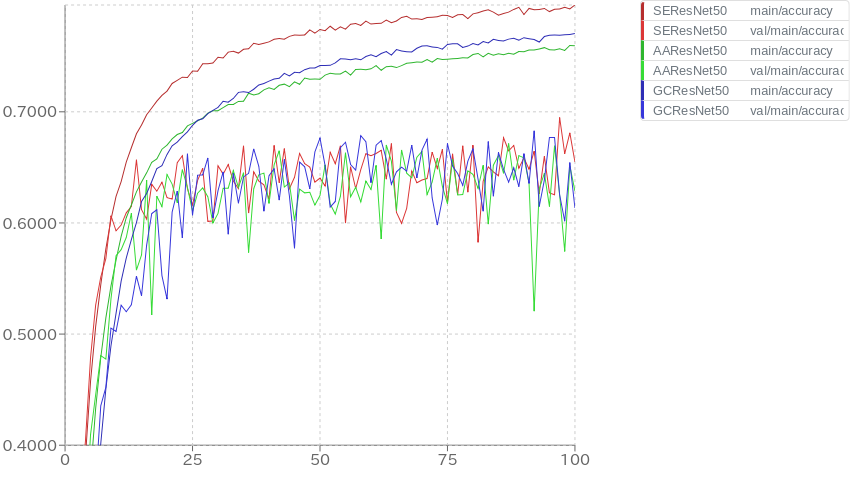 SEResNet50 main/accuracy
SEResNet50 val/main/accurac
AAResNet50 main/accuracy
AAResNet50 val/main/accurac
GCResNet50 main/accuracy
GCResNet50 val/main/accurac
0.7000
0.6000
0.5000
0.4000
0 25 50 75 100